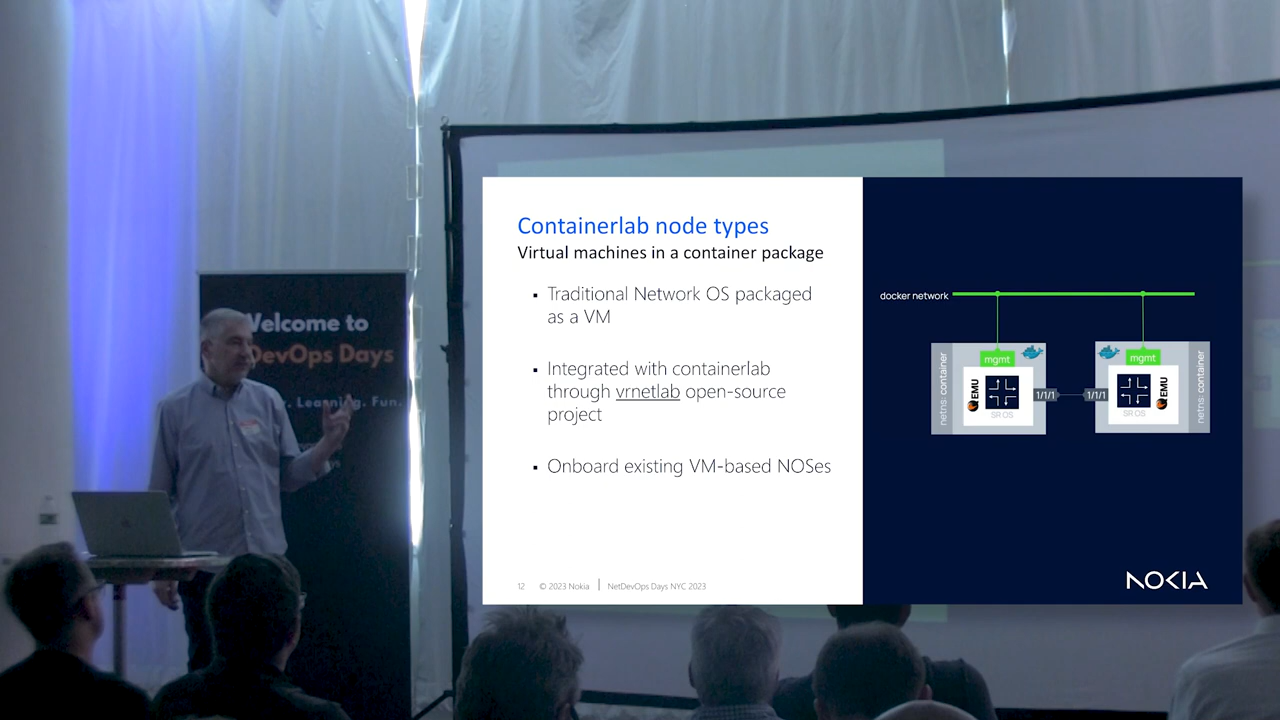 Welcome to
DevOps Days
Learning. Fun.
Containerlab node types
Virtual machines in a container package
▪ Traditional Network OS packaged
as a VM
▪ Integrated with containerlab
through vrnetlab open-source
project
▪ Onboard existing VM-based NOSes
12 © 2023 Nokia | NetDevOps Days NYC 2023
docker network
netns: container
mgmt
EMU
SR OS
1/1/1
1/1/1
mgmt
EMU
SR OS
netns: container
NOKIA